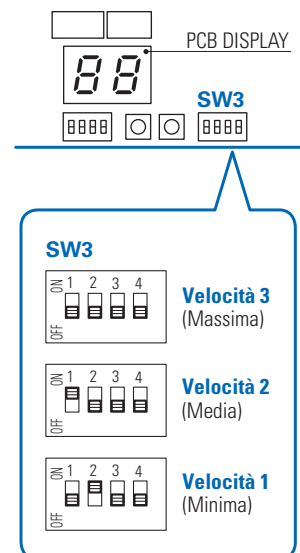 PCB DISPLAY
88
SW3
SW3
ON 1 2 3 4
OFF
Velocità 3
(Massima)
ON 1 2 3 4
OFF
Velocità 2
(Media)
ON 1 2 3 4
OFF
Velocità 1
(Minima)